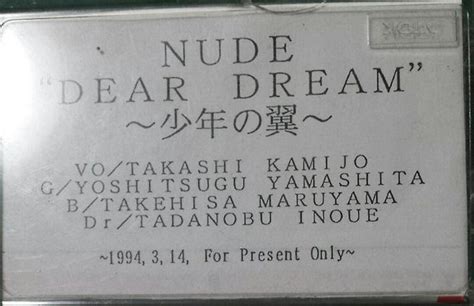 NUDE
"DEAR DREAM"
～少年の翼～
VO/TAKASHI KAMIJO
G/YOSHITSUGU YAMASHITA
B/TAKEHISA MARUYAMA
Dr/TADANOBU INOUE
~1994,3,14, For Present Only~